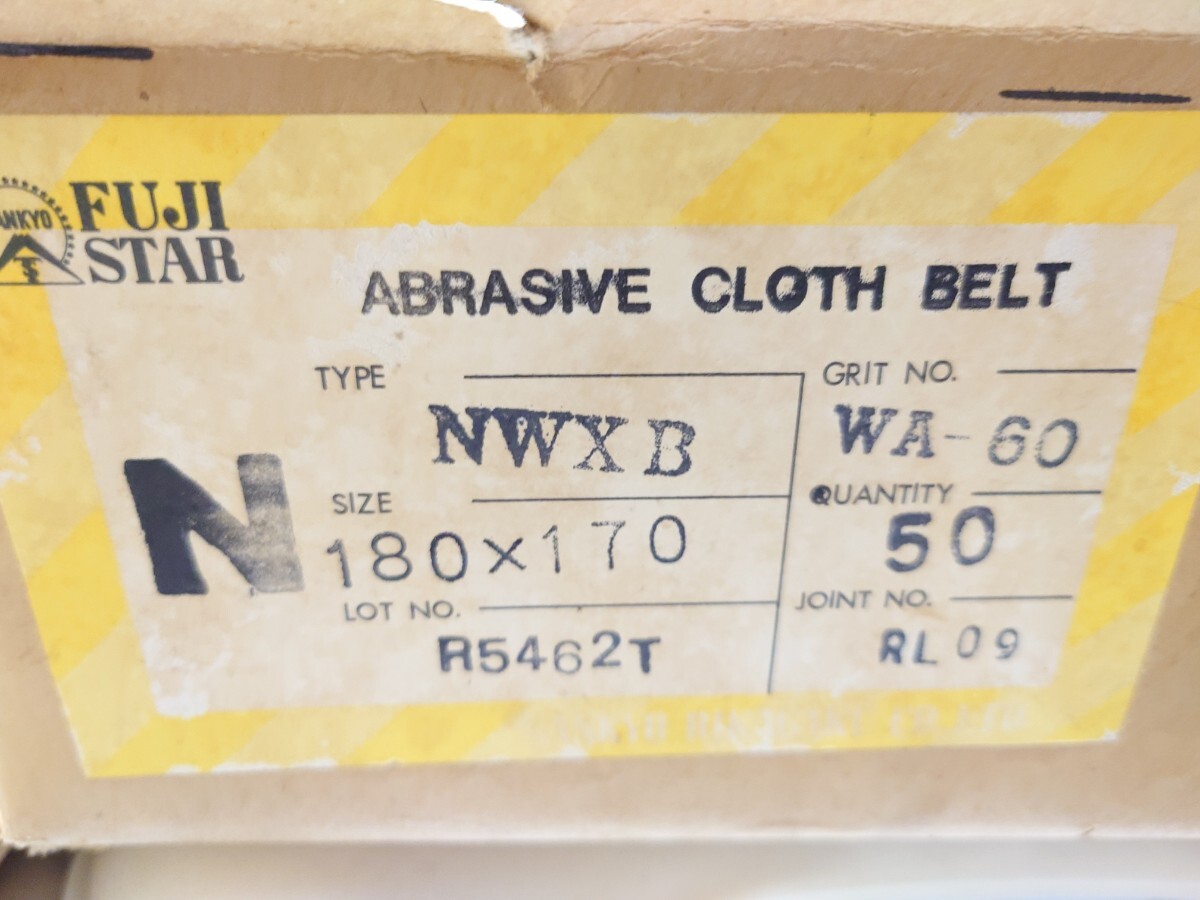 FUJI
STAR
ABRASIVE CLOTH BELT
TYPE
GRIT NO.
NWXB
WA-60
N
SIZE
QUANTITY
180×170
50
LOT NO.
JOINT NO.
R5462T
RL09